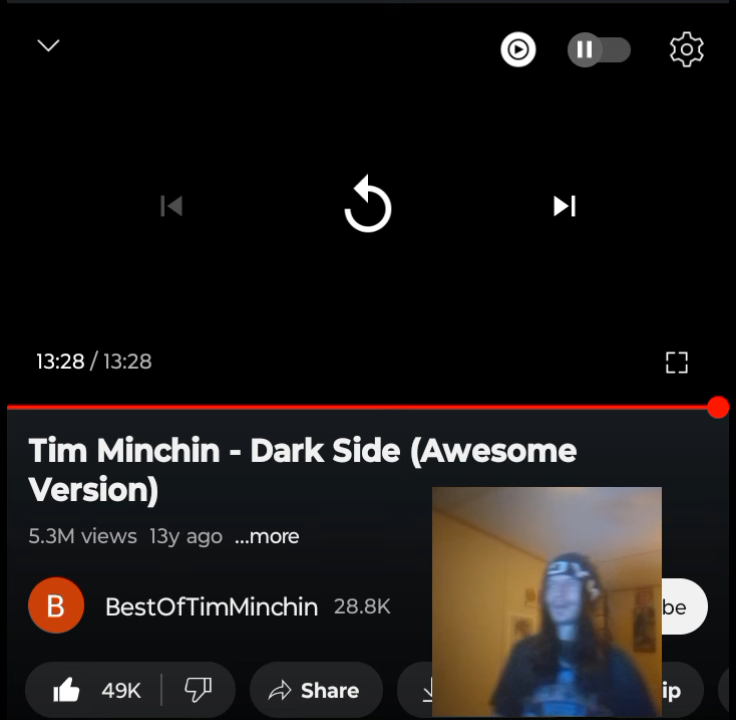 13:28 / 13:28
Tim Minchin - Dark Side (Awesome
Version)
5.3M views 13y ago ...more
B BestOfTimMinchin 28.8K be
49K Share ip